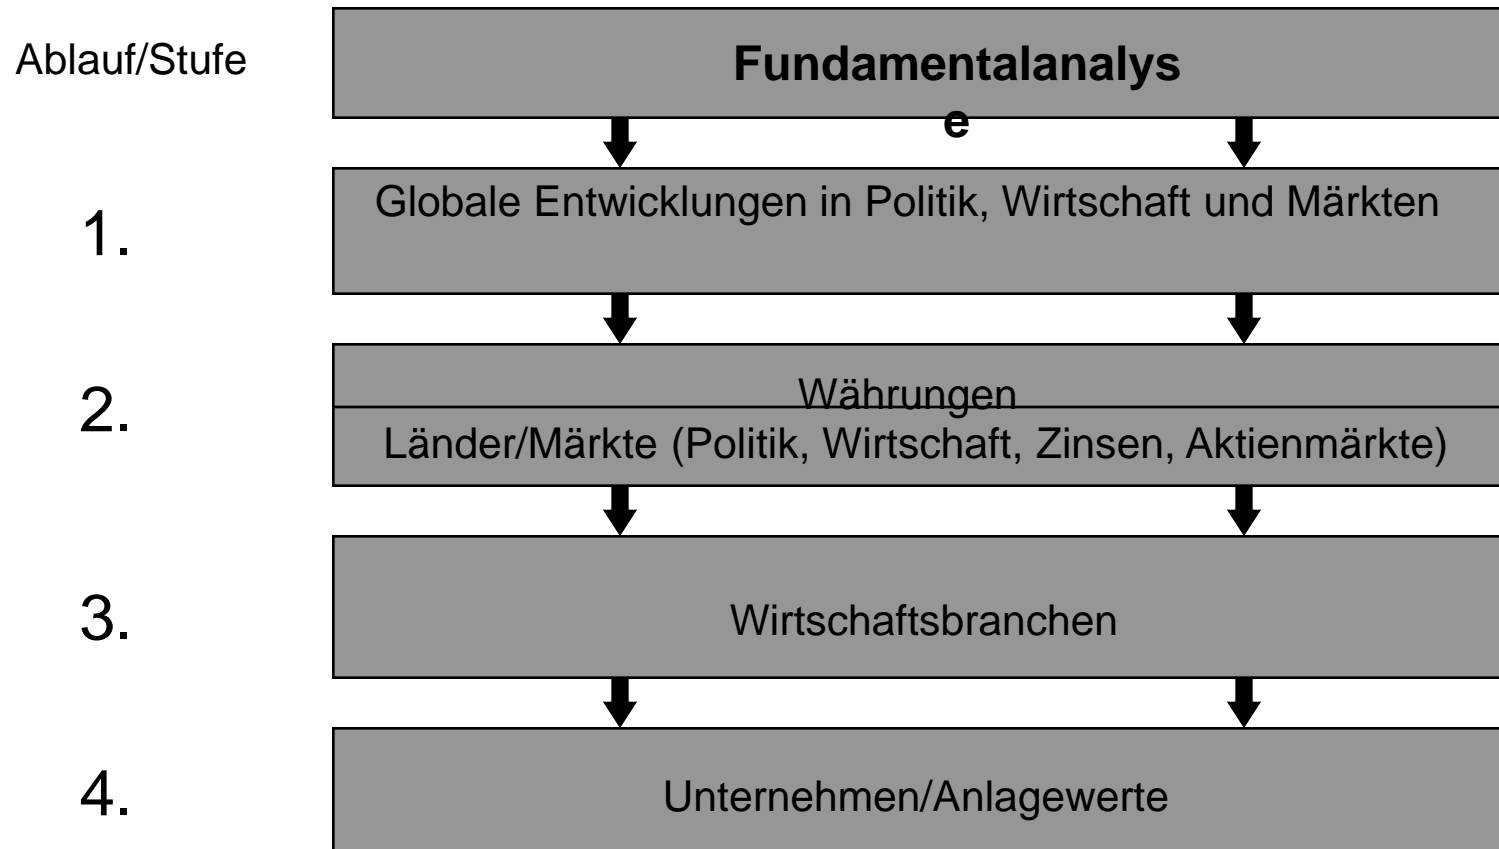 Ablauf/Stufe
Fundamentalanalys
e
1.
Globale Entwicklungen in Politik, Wirtschaft und Märkten
2.
Währungen
Länder/Märkte (Politik, Wirtschaft, Zinsen, Aktienmärkte)
3.
Wirtschaftsbranchen
4.
Unternehmen/Anlagewerte